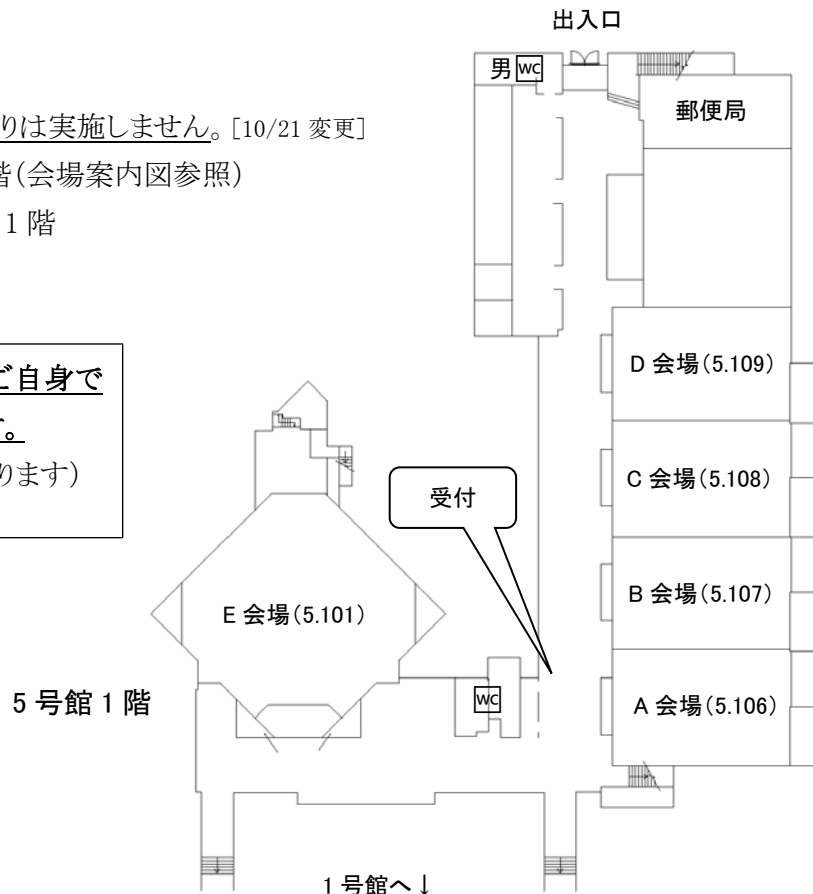 出入口
男 WC
郵便局
りは実施しません。[10/21 変更]
階(会場案内図参照)
1 階
D 会場(5.109)
ご自身で
す。
ります)
C 会場(5.108)
受付
B 会場(5.107)
E 会場(5.101)
A 会場(5.106)
WC
5 号館 1 階
1 号館へ↓